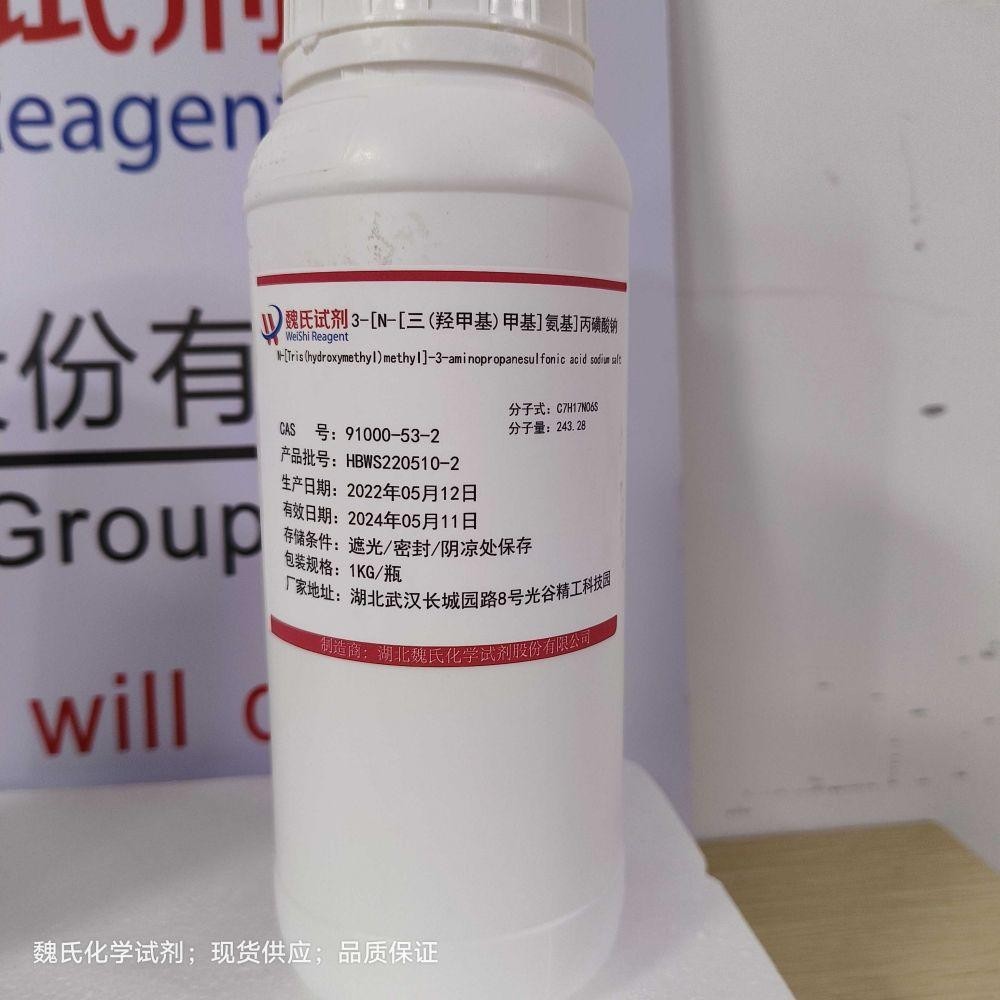 试剂
Reagent
份有
Group
will
魏氏试剂
WeiShi Reagent
3-[N-[三(羟甲基)甲基]氨基]丙磺酸钠
N-[Tris(hydroxymethyl)methyl]-3-aminopropanesulfonic acid sodium salt
分子式：C7H17NO6S
分子量：243.28
CAS 号：91000-53-2
产品批号：HBWS220510-2
生产日期：2022年05月12日
有效日期：2024年05月11日
存储条件：遮光/密封/阴凉处保存
包装规格：1KG/瓶
厂家地址：湖北武汉长城园路8号光谷精工科技园
制造商：湖北魏氏化学试剂股份有限公司
魏氏化学试剂；现货供应；品质保证